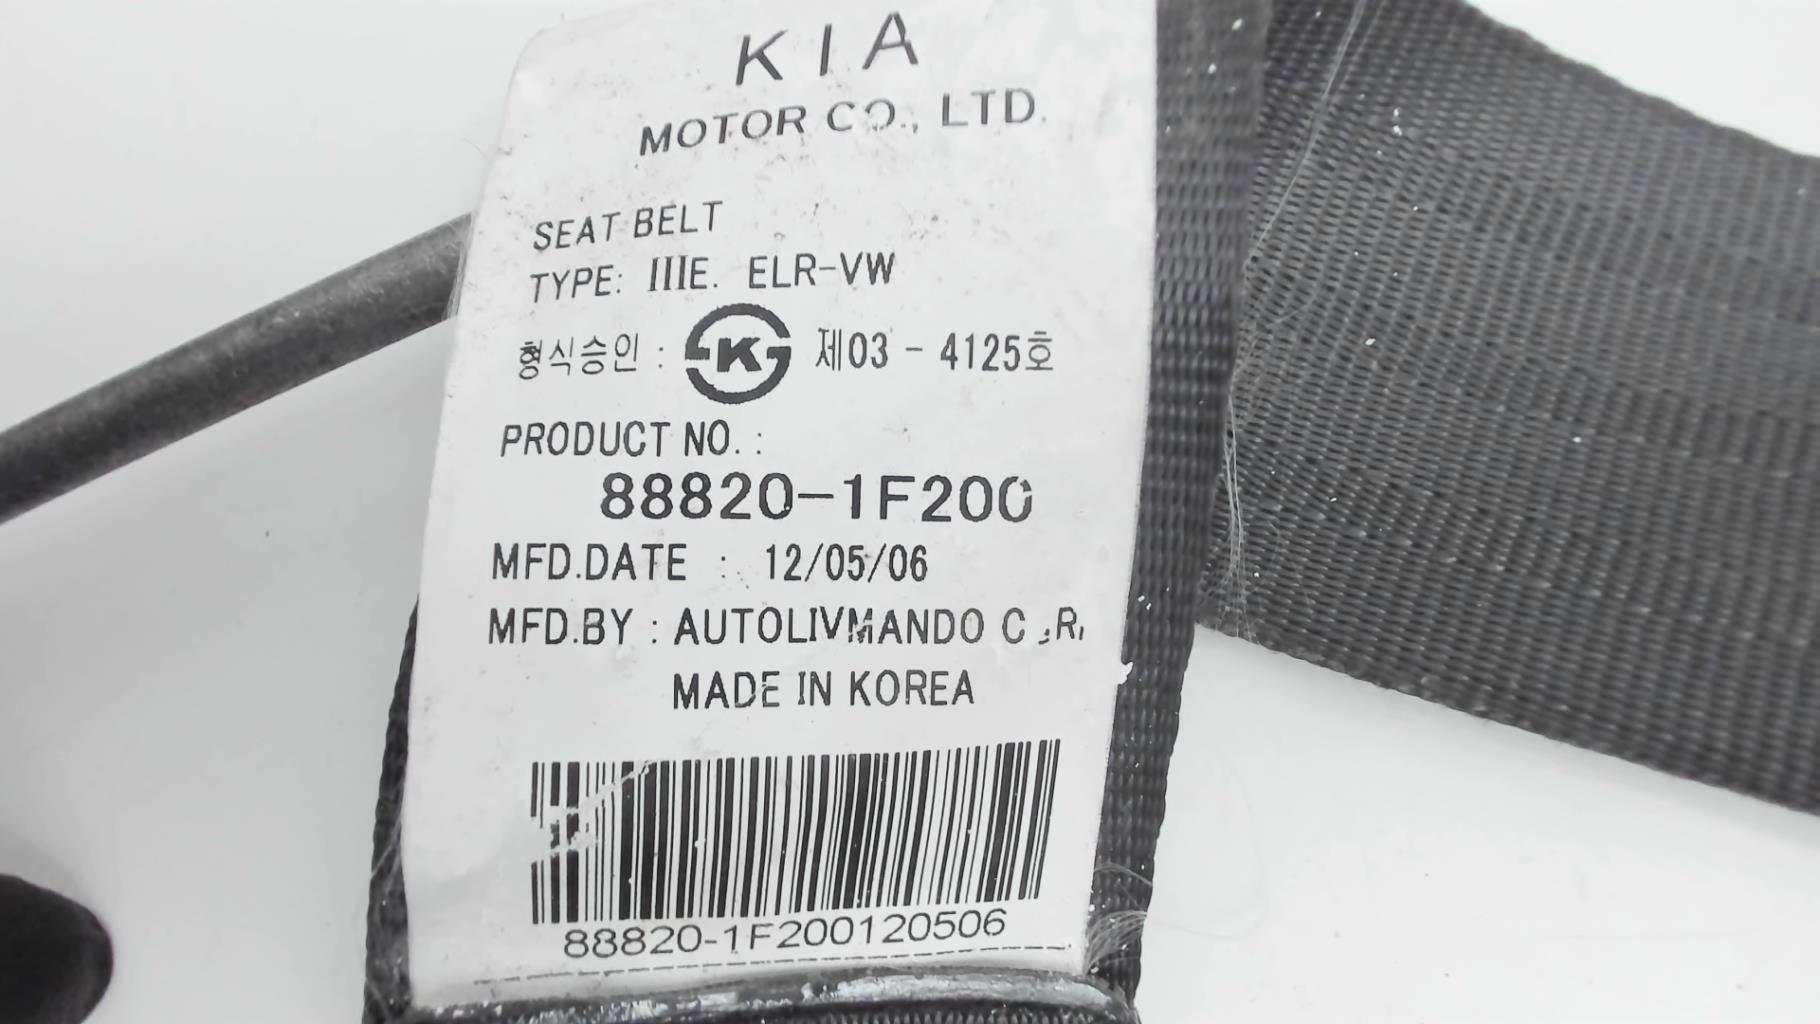 KIA
MOTOR CO., LTD.
SEAT BELT
TYPE: IIIE. ELR-VW
형식승인 : K 제03 - 4125호
PRODUCT NO. :
88820-1F200
MFD.DATE : 12/05/06
MFD.BY : AUTOLIVMANDO
MADE IN KOREA
88820-1F200120506